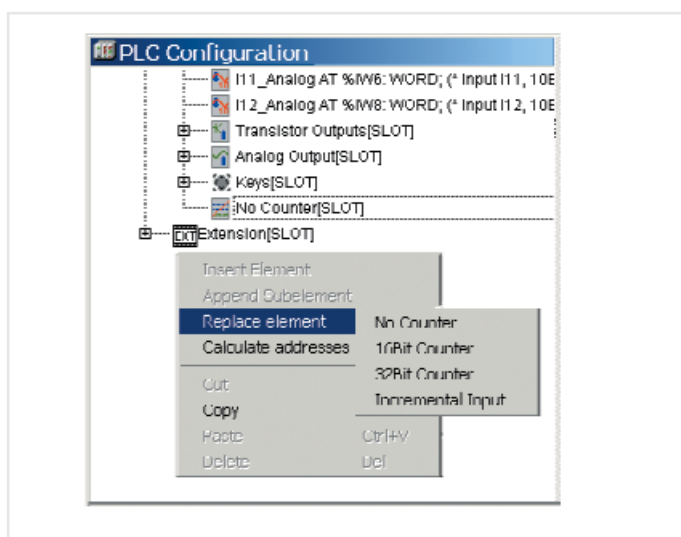 PLC Configuration
I11_Analog AT %IW6: WORD; (* Input I11, 10B
I12_Analog AT %IW8: WORD; (* Input I12, 10B
Transistor Outputs[SLOT]
Analog Output[SLOT]
Keys[SLOT]
No Counter[SLOT]
EXT Extension[SLOT]
Insert Element
Append Subelement
Replace element
Calculate addresses
Cut
Copy
Paste Ctrl+V
Delete Del
No Counter
16Bit Counter
32Bit Counter
Incremental Input